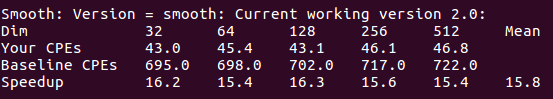 Smooth: Version = smooth: Current working version 2.0:
Dim 32 64 128 256 512 Mean
Your CPEs 43.0 45.4 43.1 46.1 46.8
Baseline CPEs 695.0 698.0 702.0 717.0 722.0
Speedup 16.2 15.4 16.3 15.6 15.4 15.8